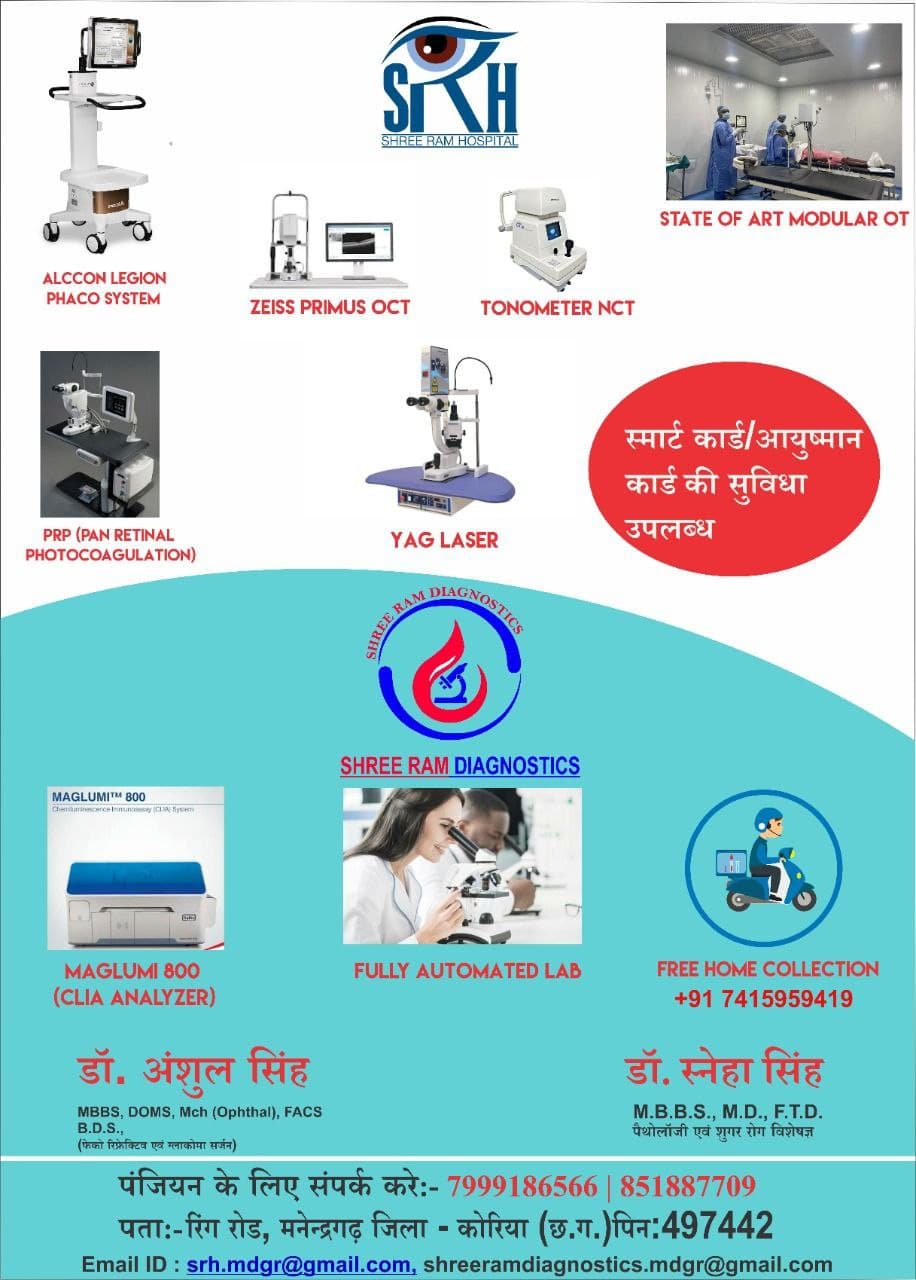 SRH
SHREE RAM HOSPITAL
STATE OF ART MODULAR OT
ALCCON LEGION
PHACO SYSTEM
ZEISS PRIMUS OCT
TONOMETER NCT
PRP (PAN RETINAL
PHOTOCOAGULATION)
YAG LASER
स्मार्ट कार्ड/आयुष्मान
कार्ड की सुविधा
उपलब्ध
SHREE RAM DIAGNOSTICS
SHREE RAM DIAGNOSTICS
MAGLUMI™ 800
Chemiluminescence Immunoassay (CLIA) System
MAGLUMI 800
(CLIA ANALYZER)
FULLY AUTOMATED LAB
FREE HOME COLLECTION
+91 7415959419
डॉ. अंशुल सिंह
MBBS, DOMS, Mch (Ophthal), FACS
B.D.S.,
(फेको रिफ्रेक्टिव एवं ग्लाकोमा सर्जन)
डॉ. स्नेहा सिंह
M.B.B.S., M.D., F.T.D.
पैथोलॉजी एवं शुगर रोग विशेषज्ञ
पंजियन के लिए संपर्क करे:- 7999186566 | 851887709
पता:-रिंग रोड, मनेन्द्रगढ़ जिला - कोरिया (छ.ग.)पिन:497442
Email ID : srh.mdgr@gmail.com, shreeramdiagnostics.mdgr@gmail.com